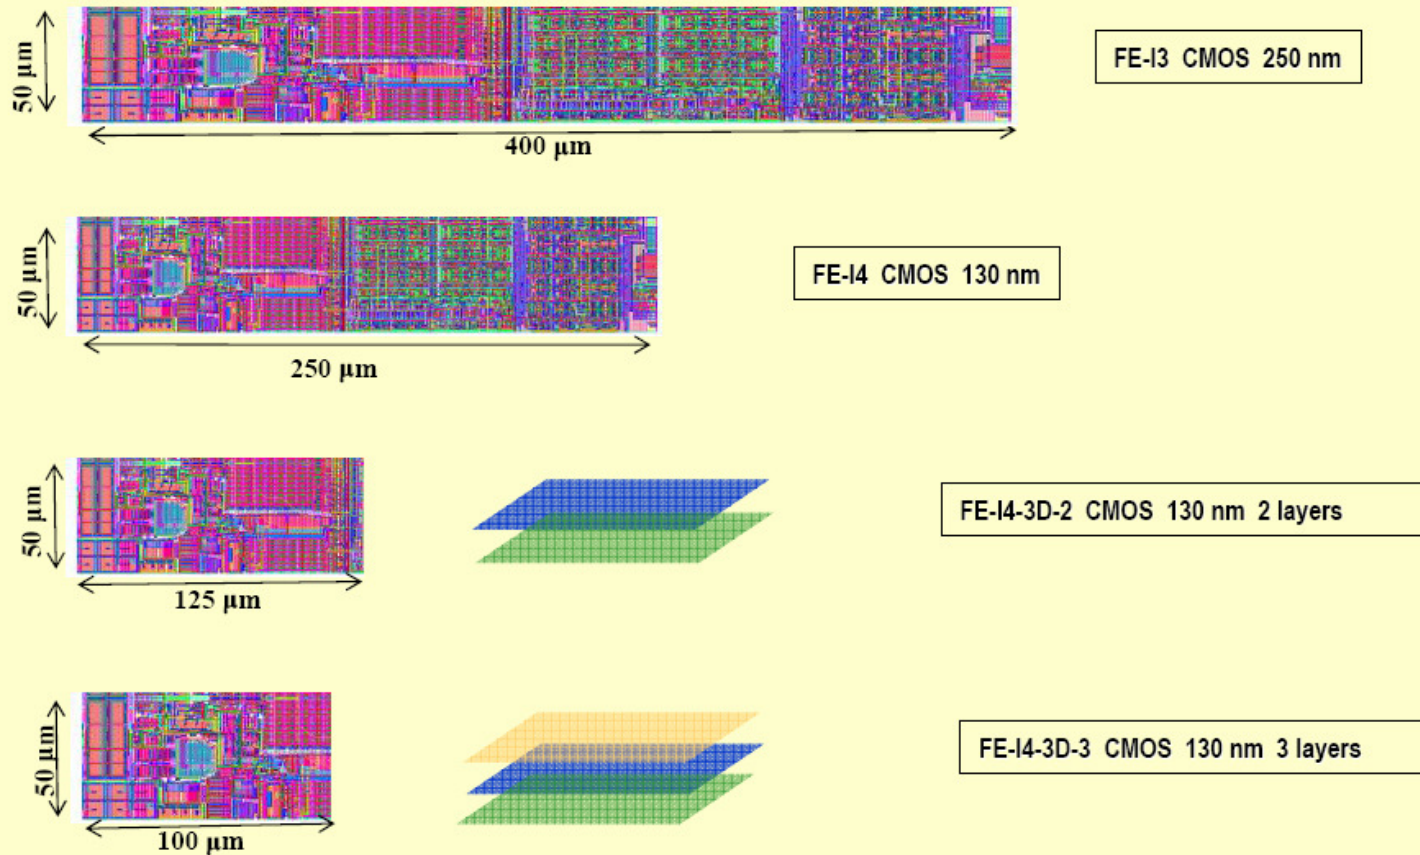 50 µm
FE-I3 CMOS 250 nm
400 µm
50 µm
FE-I4 CMOS 130 nm
250 µm
50 µm
FE-I4-3D-2 CMOS 130 nm 2 layers
125 µm
50 µm
FE-I4-3D-3 CMOS 130 nm 3 layers
100 µm